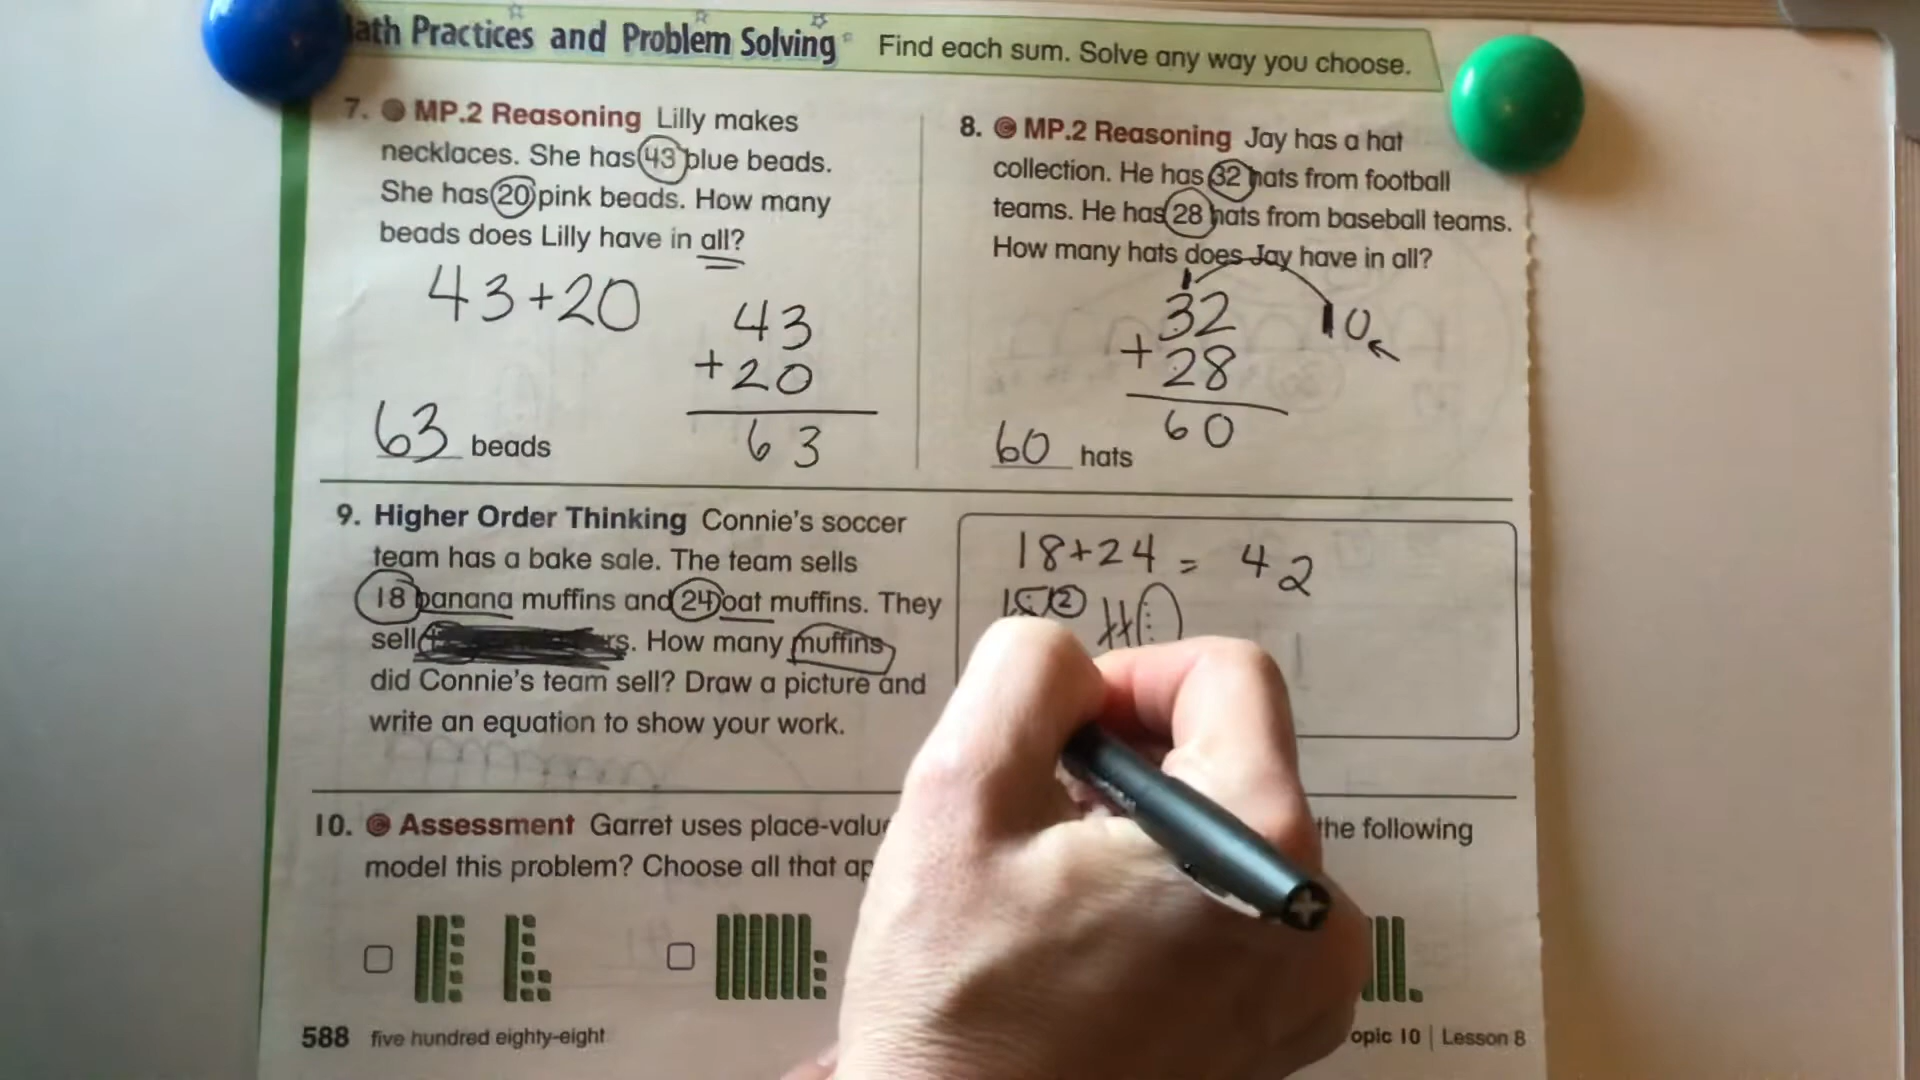 Math Practices and Problem Solving Find each sum. Solve any way you choose.
7. MP.2 Reasoning Lilly makes
necklaces. She has 43 blue beads.
She has 20 pink beads. How many
beads does Lilly have in all?
43+20
43
+20
63
63 beads
8. MP.2 Reasoning Jay has a hat
collection. He has 32 hats from football
teams. He has 28 hats from baseball teams.
How many hats does Jay have in all?
1
32 10
+28
60
60 hats
9. Higher Order Thinking Connie's soccer
team has a bake sale. The team sells
18 banana muffins and 24 oat muffins. They
sell . How many muffins
did Connie's team sell? Draw a picture and
write an equation to show your work.
18+24 = 42
10. Assessment Garret uses
the following
model this problem? Choose all that
588 five hundred eighty-eight
10 | Lesson 8